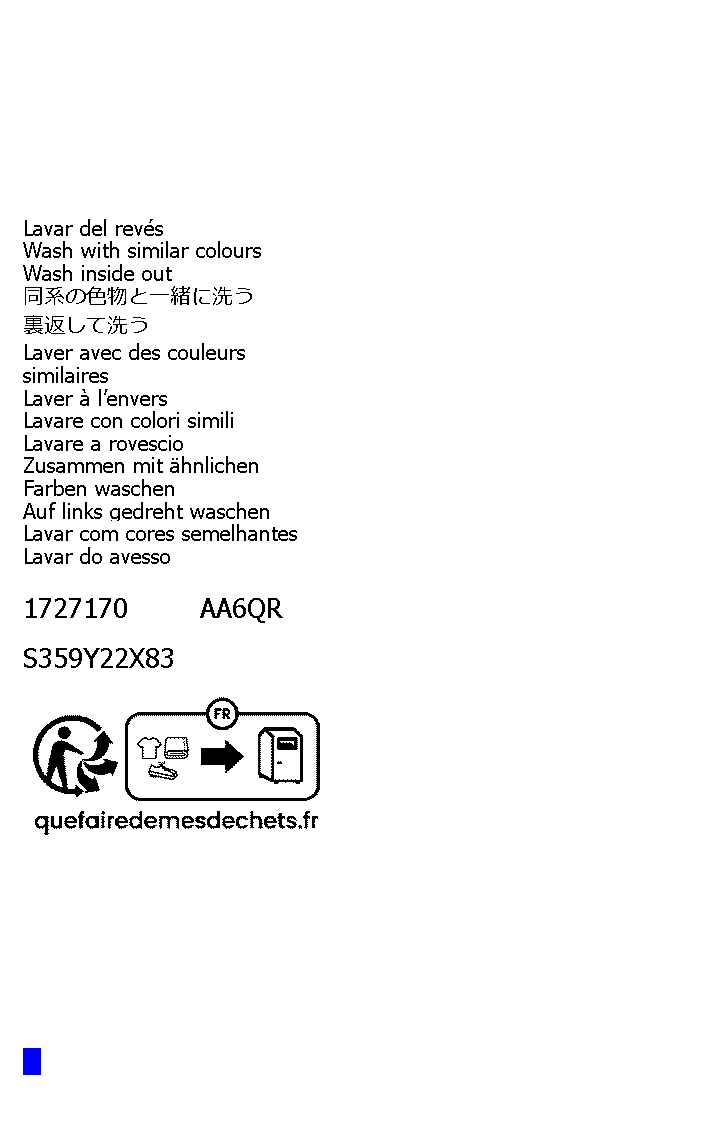 Lavar del revés
Wash with similar colours
Wash inside out
同系の色物と一緒に洗う
裏返して洗う
Laver avec des couleurs
similaires
Laver à l’envers
Lavare con colori simili
Lavare a rovescio
Zusammen mit ähnlichen
Farben waschen
Auf links gedreht waschen
Lavar com cores semelhantes
Lavar do avesso
1727170 AA6QR
S359Y22X83
FR
quefairedemesdechets.fr